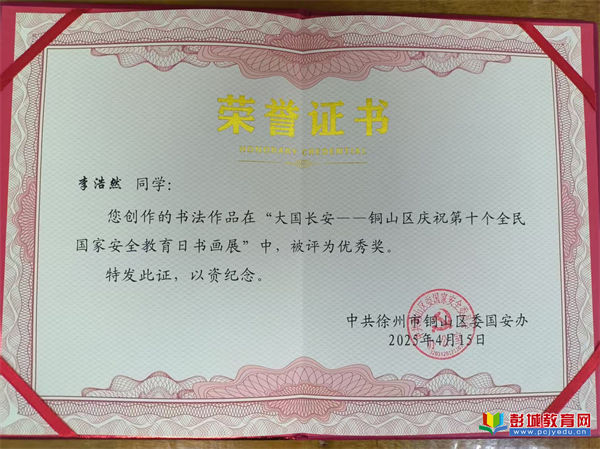 荣誉证书
李浩然 同学：
您创作的书法作品在“大国长安——铜山区庆祝第十个全民
国家安全教育日书画展”中，被评为优秀奖。
特发此证，以资纪念。
中共徐州市铜山区委国安办
2025年4月15日
彭城教育网
www.pcjyedu.cn